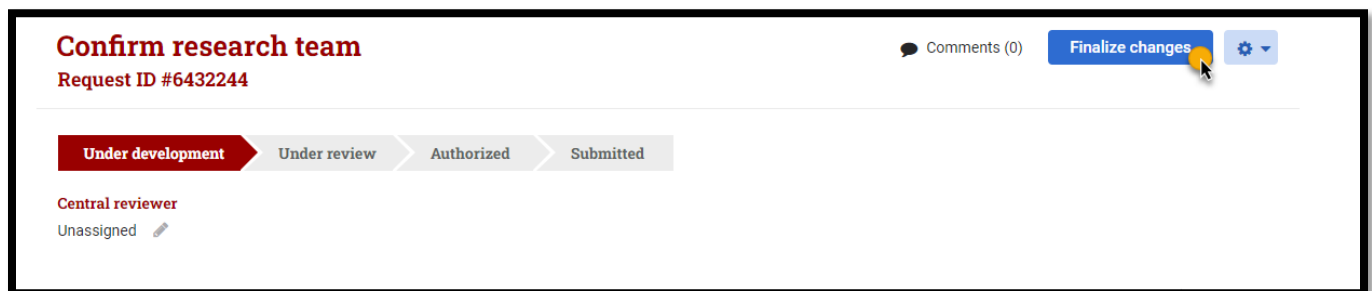 Confirm research team
Request ID #6432244
Comments (0)
Finalize changes
Under development
Under review
Authorized
Submitted
Central reviewer
Unassigned